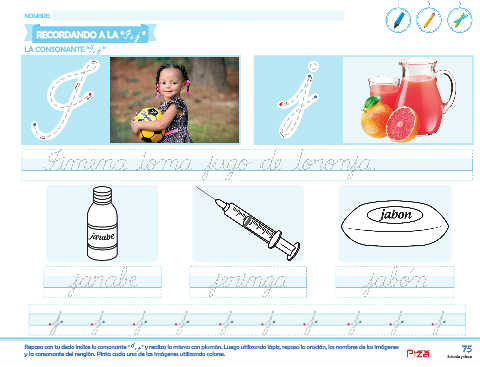 NOMBRE:
RECORDANDO A LA "J, j"
LA CONSONANTE "J, j"
Jimena toma jugo de toronja.
jarabe
jabon
jarabe
jeringa
jabón
j j j j j j j j j j j
Repasa con tu dedo índice la consonante "J, j" y realiza lo mismo con plumón. Luego utilizando lápiz, repasa la oración, los nombres de las imágenes
y la consonante del renglón. Pinta cada una de las imágenes utilizando colores.
75